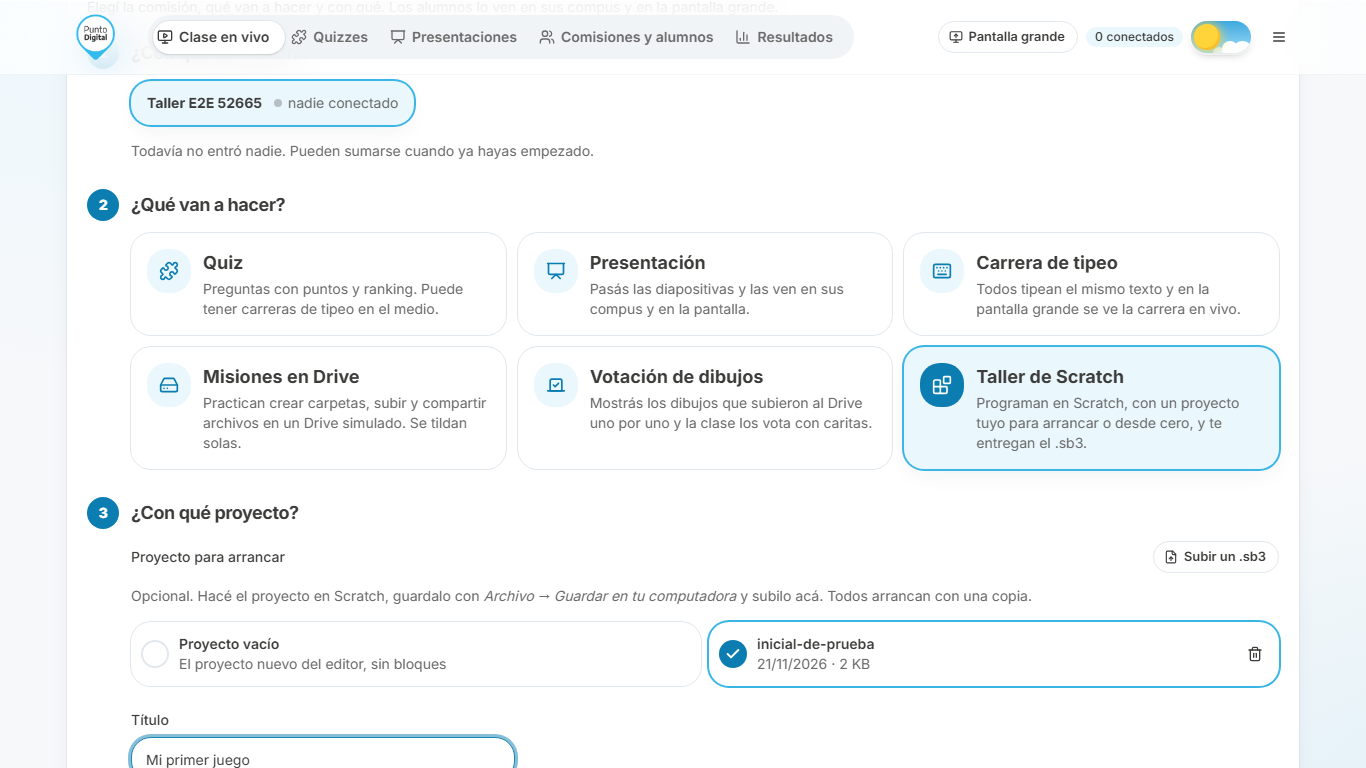 Elegí la comisión, qué van a hacer y con qué. Los alumnos lo ven en sus compus y en la pantalla grande.
Punto
Digital
Clase en vivo
Quizzes
Presentaciones
Comisiones y alumnos
Resultados
Pantalla grande
0 conectados
Taller E2E 52665
nadie conectado
Todavía no entró nadie. Pueden sumarse cuando ya hayas empezado.
2
¿Qué van a hacer?
Quiz
Preguntas con puntos y ranking. Puede
tener carreras de tipeo en el medio.
Presentación
Pasás las diapositivas y las ven en sus
compus y en la pantalla.
Carrera de tipeo
Todos tipean el mismo texto y en la
pantalla grande se ve la carrera en vivo.
Misiones en Drive
Practican crear carpetas, subir y compartir
archivos en un Drive simulado. Se tildan
solas.
Votación de dibujos
Mostrás los dibujos que subieron al Drive
uno por uno y la clase los vota con caritas.
Taller de Scratch
Programan en Scratch, con un proyecto
tuyo para arrancar o desde cero, y te
entregan el .sb3.
3
¿Con qué proyecto?
Proyecto para arrancar
Subir un .sb3
Opcional. Hacé el proyecto en Scratch, guardalo con Archivo → Guardar en tu computadora y subilo acá. Todos arrancan con una copia.
Proyecto vacío
El proyecto nuevo del editor, sin bloques
inicial-de-prueba
21/11/2026 · 2 KB
Título
Mi primer juego